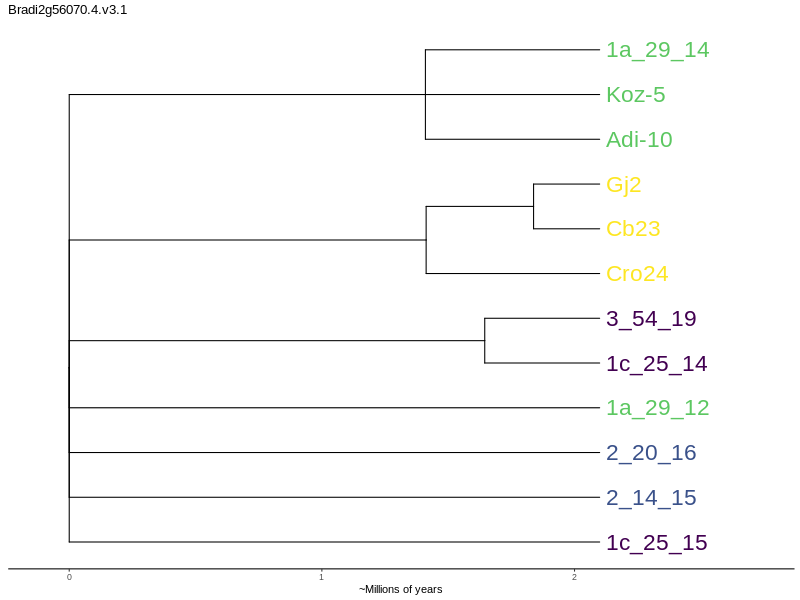 Bradi2g56070.4.v3.1
1a_29_14
Koz-5
Adi-10
Gj2
Cb23
Cro24
3_54_19
1c_25_14
1a_29_12
2_20_16
2_14_15
1c_25_15
0 1 2
~Millions of years